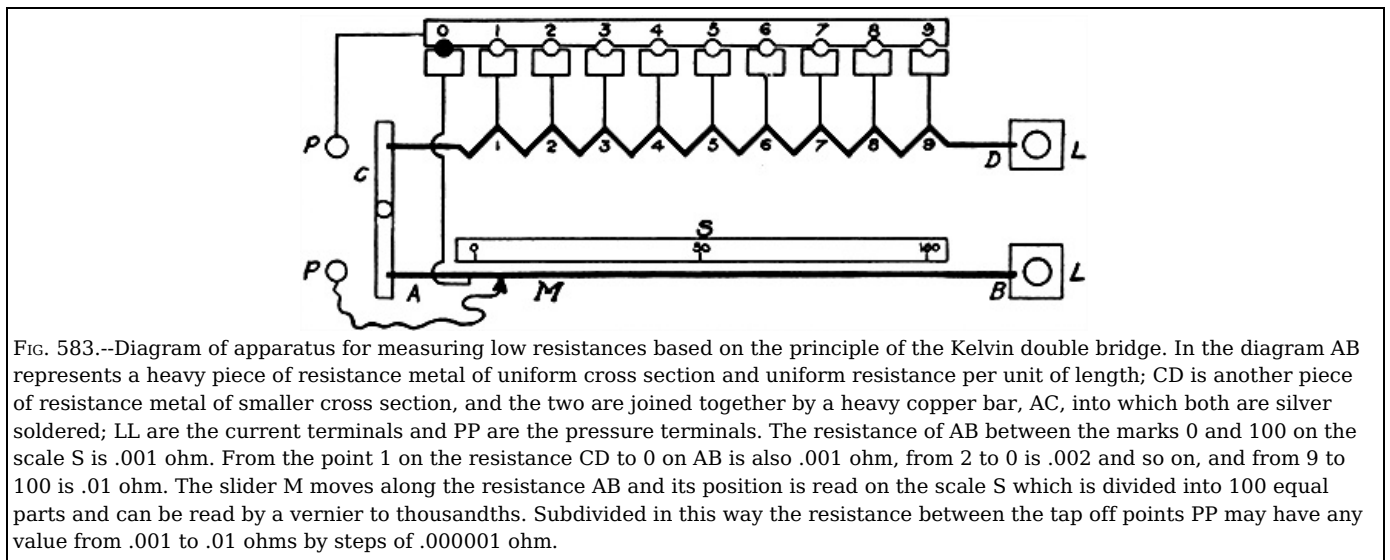 0 1 2 3 4 5 6 7 8 9
P 1 2 3 4 5 6 7 8 9 D L
C
S
0 50 100
P A M B L
FIG. 583.--Diagram of apparatus for measuring low resistances based on the principle of the Kelvin double bridge. In the diagram AB
represents a heavy piece of resistance metal of uniform cross section and uniform resistance per unit of length; CD is another piece
of resistance metal of smaller cross section, and the two are joined together by a heavy copper bar, AC, into which both are silver
soldered; LL are the current terminals and PP are the pressure terminals. The resistance of AB between the marks 0 and 100 on the
scale S is .001 ohm. From the point 1 on the resistance CD to 0 on AB is also .001 ohm, from 2 to 0 is .002 and so on, and from 9 to
100 is .01 ohm. The slider M moves along the resistance AB and its position is read on the scale S which is divided into 100 equal
parts and can be read by a vernier to thousandths. Subdivided in this way the resistance between the tap off points PP may have any
value from .001 to .01 ohms by steps of .000001 ohm.